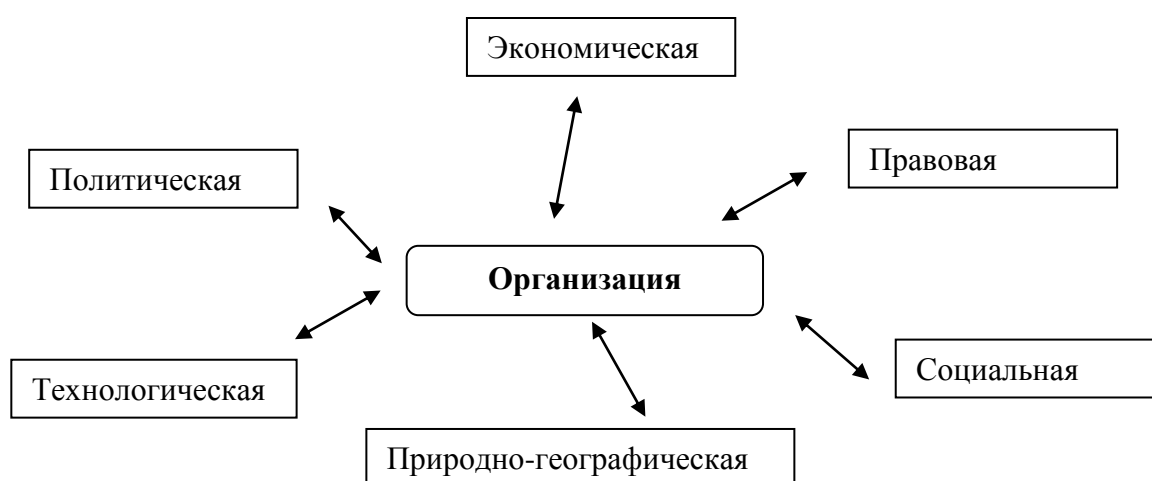 Экономическая
Правовая
Политическая
Организация
Социальная
Технологическая
Природно-географическая